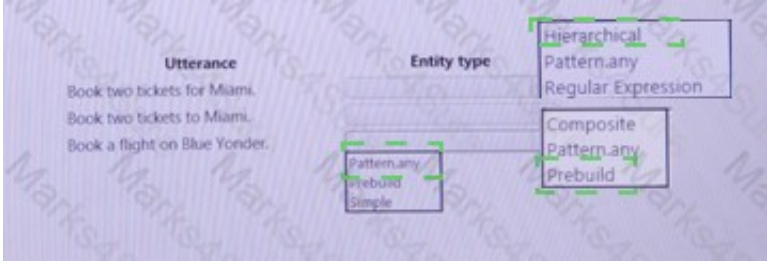 Utterance
Entity type
Hierarchical
Pattern.any
Regular Expression
Book two tickets for Miami.
Book two tickets to Miami.
Book a flight on Blue Yonder.
Composite
Pattern.any
Prebuild
Pattern.any
Prebuild
Simple